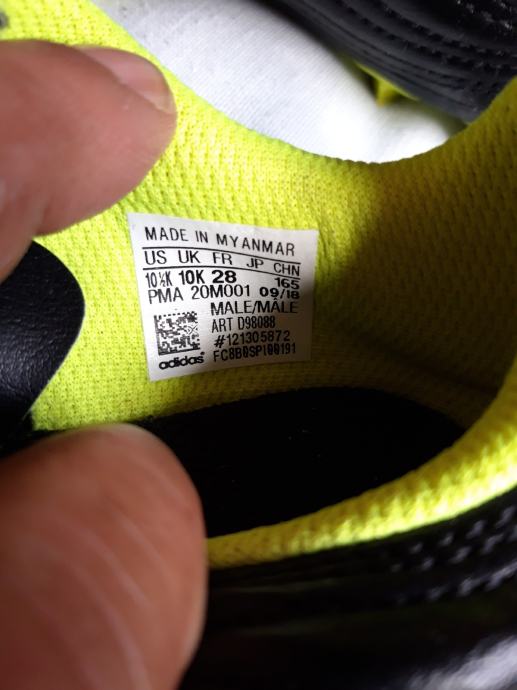 MADE IN MYANMAR
US UK FR JP CHN
10½K 10K 28 165
PMA 20M001 09/18
MALE/MÂLE
ART D98088
#121305872
adidas® FC8B0SP100191